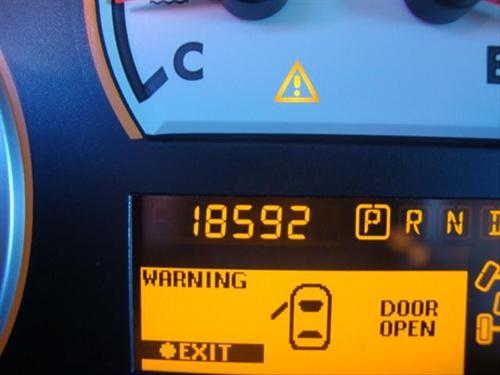 C
E
18592 P R N D
WARNING
DOOR
OPEN
EXIT